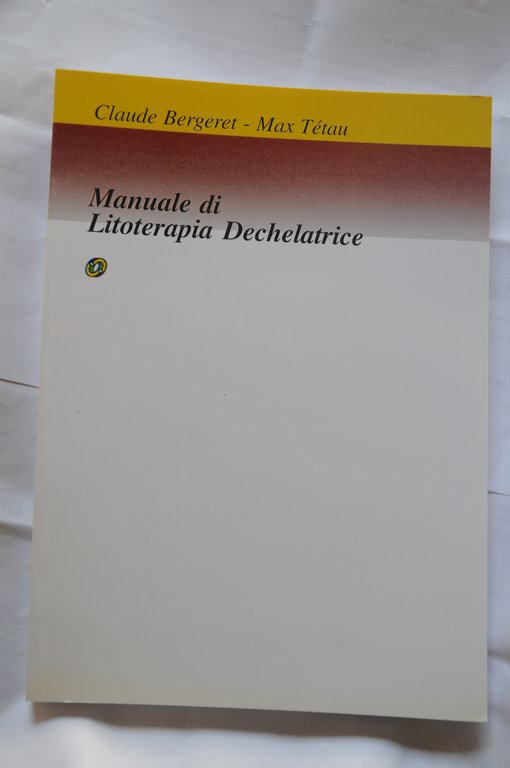 Claude Bergeret - Max Tétau
Manuale di
Litoterapia Dechelatrice